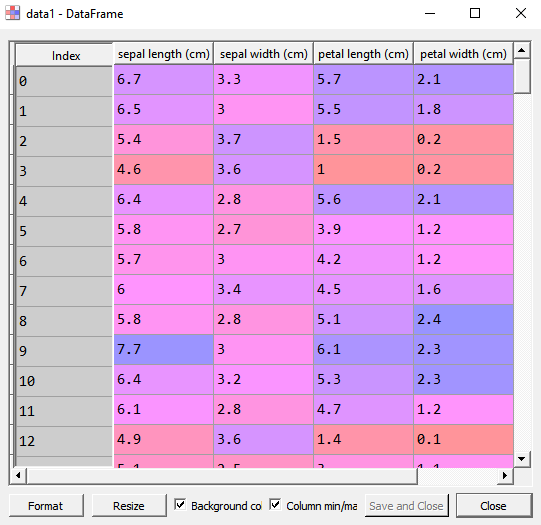 data1 - DataFrame
Index sepal length (cm) sepal width (cm) petal length (cm) petal width (cm)
0 6.7 3.3 5.7 2.1
1 6.5 3 5.5 1.8
2 5.4 3.7 1.5 0.2
3 4.6 3.6 1 0.2
4 6.4 2.8 5.6 2.1
5 5.8 2.7 3.9 1.2
6 5.7 3 4.2 1.2
7 6 3.4 4.5 1.6
8 5.8 2.8 5.1 2.4
9 7.7 3 6.1 2.3
10 6.4 3.2 5.3 2.3
11 6.1 2.8 4.7 1.2
12 4.9 3.6 1.4 0.1
Format Resize Background co Column min/ma Save and Close Close